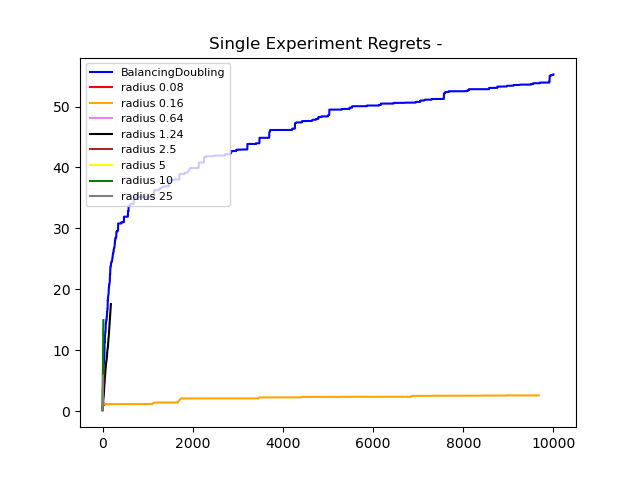 Single Experiment Regrets -
BalancingDoubling
radius 0.08
radius 0.16
radius 0.64
radius 1.24
radius 2.5
radius 5
radius 10
radius 25
50
40
30
20
10
0
0 2000 4000 6000 8000 10000